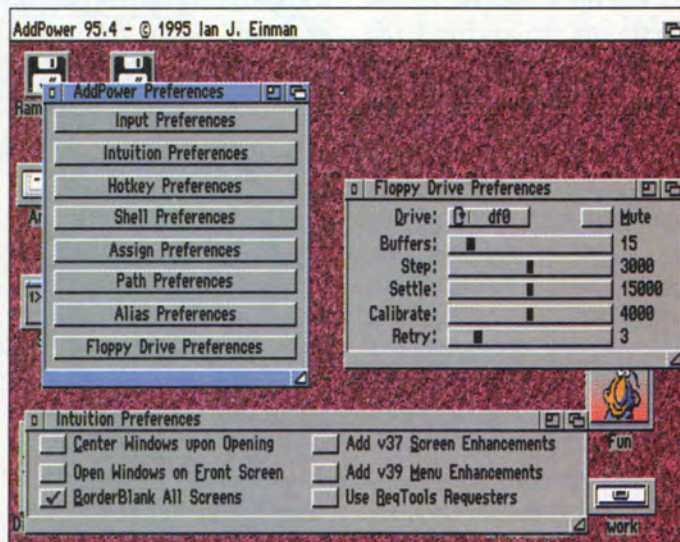 AddPower 95.4 - © 1995 Ian J. Einman
Ram
AddPower Preferences
Input Preferences
Intuition Preferences
Hotkey Preferences
Shell Preferences
Assign Preferences
Path Preferences
Alias Preferences
Floppy Drive Preferences
Floppy Drive Preferences
Drive: df0 Mute
Buffers: 15
Step: 3000
Settle: 15000
Calibrate: 4000
Retry: 3
Intuition Preferences
Center Windows upon Opening
Open Windows on Front Screen
BorderBlank All Screens
Add v37 Screen Enhancements
Add v39 Menu Enhancements
Use ReqTools Requesters
Fun
work